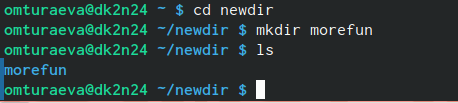 omturaeva@dk2n24 ~ $ cd newdir
omturaeva@dk2n24 ~/newdir $ mkdir morefun
omturaeva@dk2n24 ~/newdir $ ls
morefun
omturaeva@dk2n24 ~/newdir $